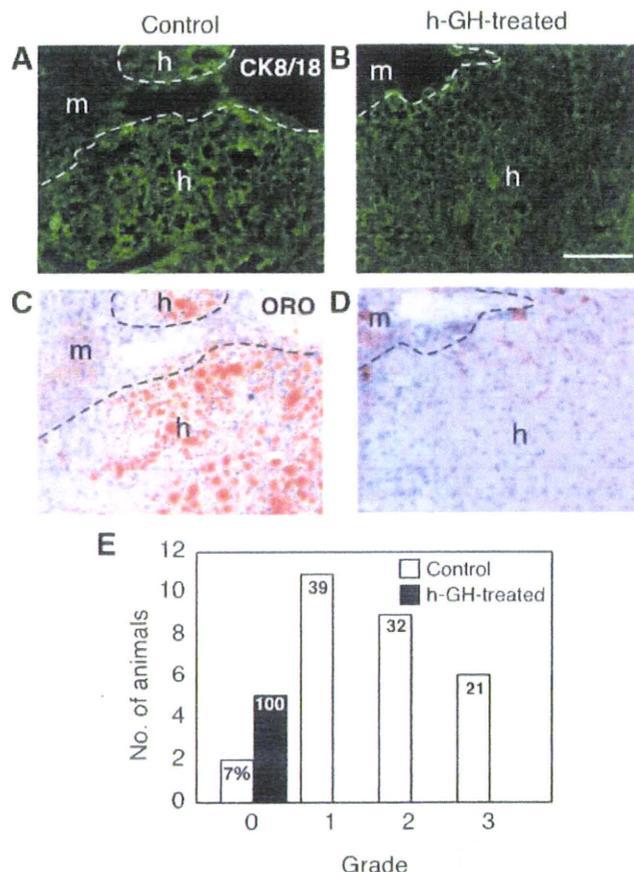 Control h-GH-treated
A h CK8/18 B
m m
h h
C h ORO D
m m
h h
E
12
10
8
6
4
2
0
No. of animals
Control
h-GH-treated
7% 100 39 32 21
0 1 2 3
Grade